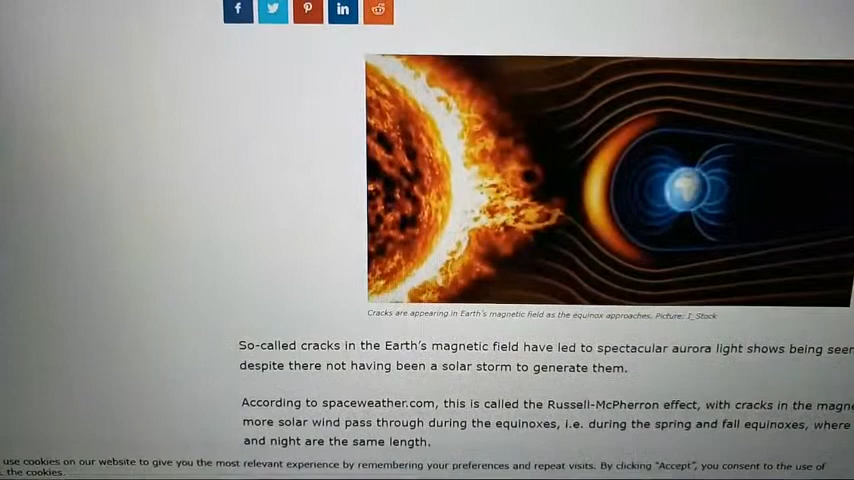 f in
Cracks are appearing in Earth's magnetic field as the equinox approaches. Picture: I_Stock
So-called cracks in the Earth's magnetic field have led to spectacular aurora light shows being seen
despite there not having been a solar storm to generate them.
According to spaceweather.com, this is called the Russell-McPherron effect, with cracks in the
more solar wind pass through during the equinoxes, i.e. during the spring and fall equinoxes, where
and night are the same length.
use cookies on our website to give you the most relevant experience by remembering your preferences and repeat visits. By clicking "Accept", you consent to the use of
the cookies.